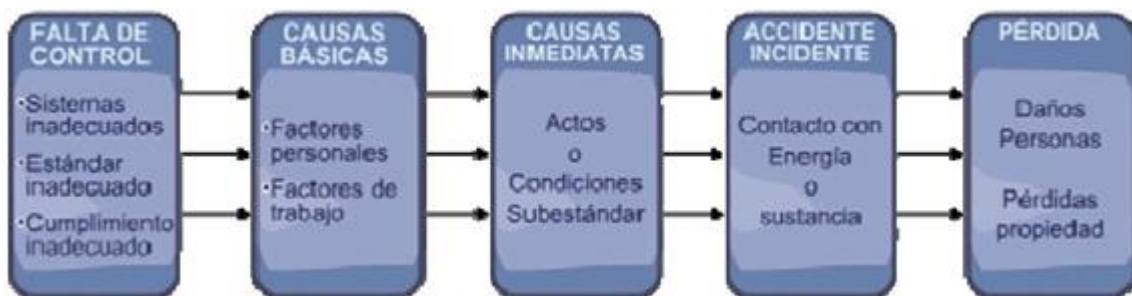 FALTA DE
CONTROL
·Sistemas
inadecuados
·Estándar
inadecuado
·Cumplimiento
inadecuado
CAUSAS
BÁSICAS
·Factores
personales
·Factores de
trabajo
CAUSAS
INMEDIATAS
Actos
o
Condiciones
Subestándar
ACCIDENTE
INCIDENTE
Contacto con
Energía
o
sustancia
PÉRDIDA
Daños
Personas
Pérdidas
propiedad